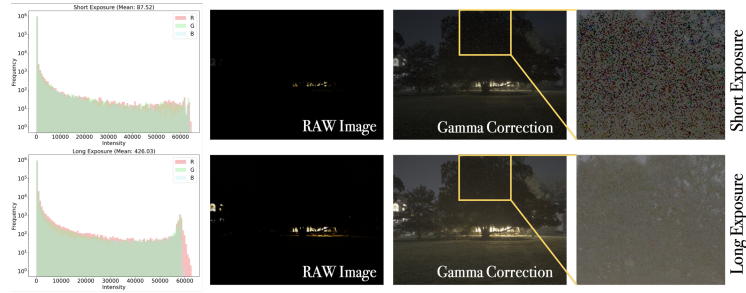 Short Exposure (Mean: 87.52)
R
G
B
10⁶
10⁵
10⁴
10³
10²
10¹
10⁰
Frequency
0 10000 20000 30000 40000 50000 60000
Intensity
RAW Image
Gamma Correction
Short Exposure
Long Exposure (Mean: 426.03)
R
G
B
10⁶
10⁵
10⁴
10³
10²
10¹
10⁰
Frequency
0 10000 20000 30000 40000 50000 60000
Intensity
RAW Image
Gamma Correction
Long Exposure